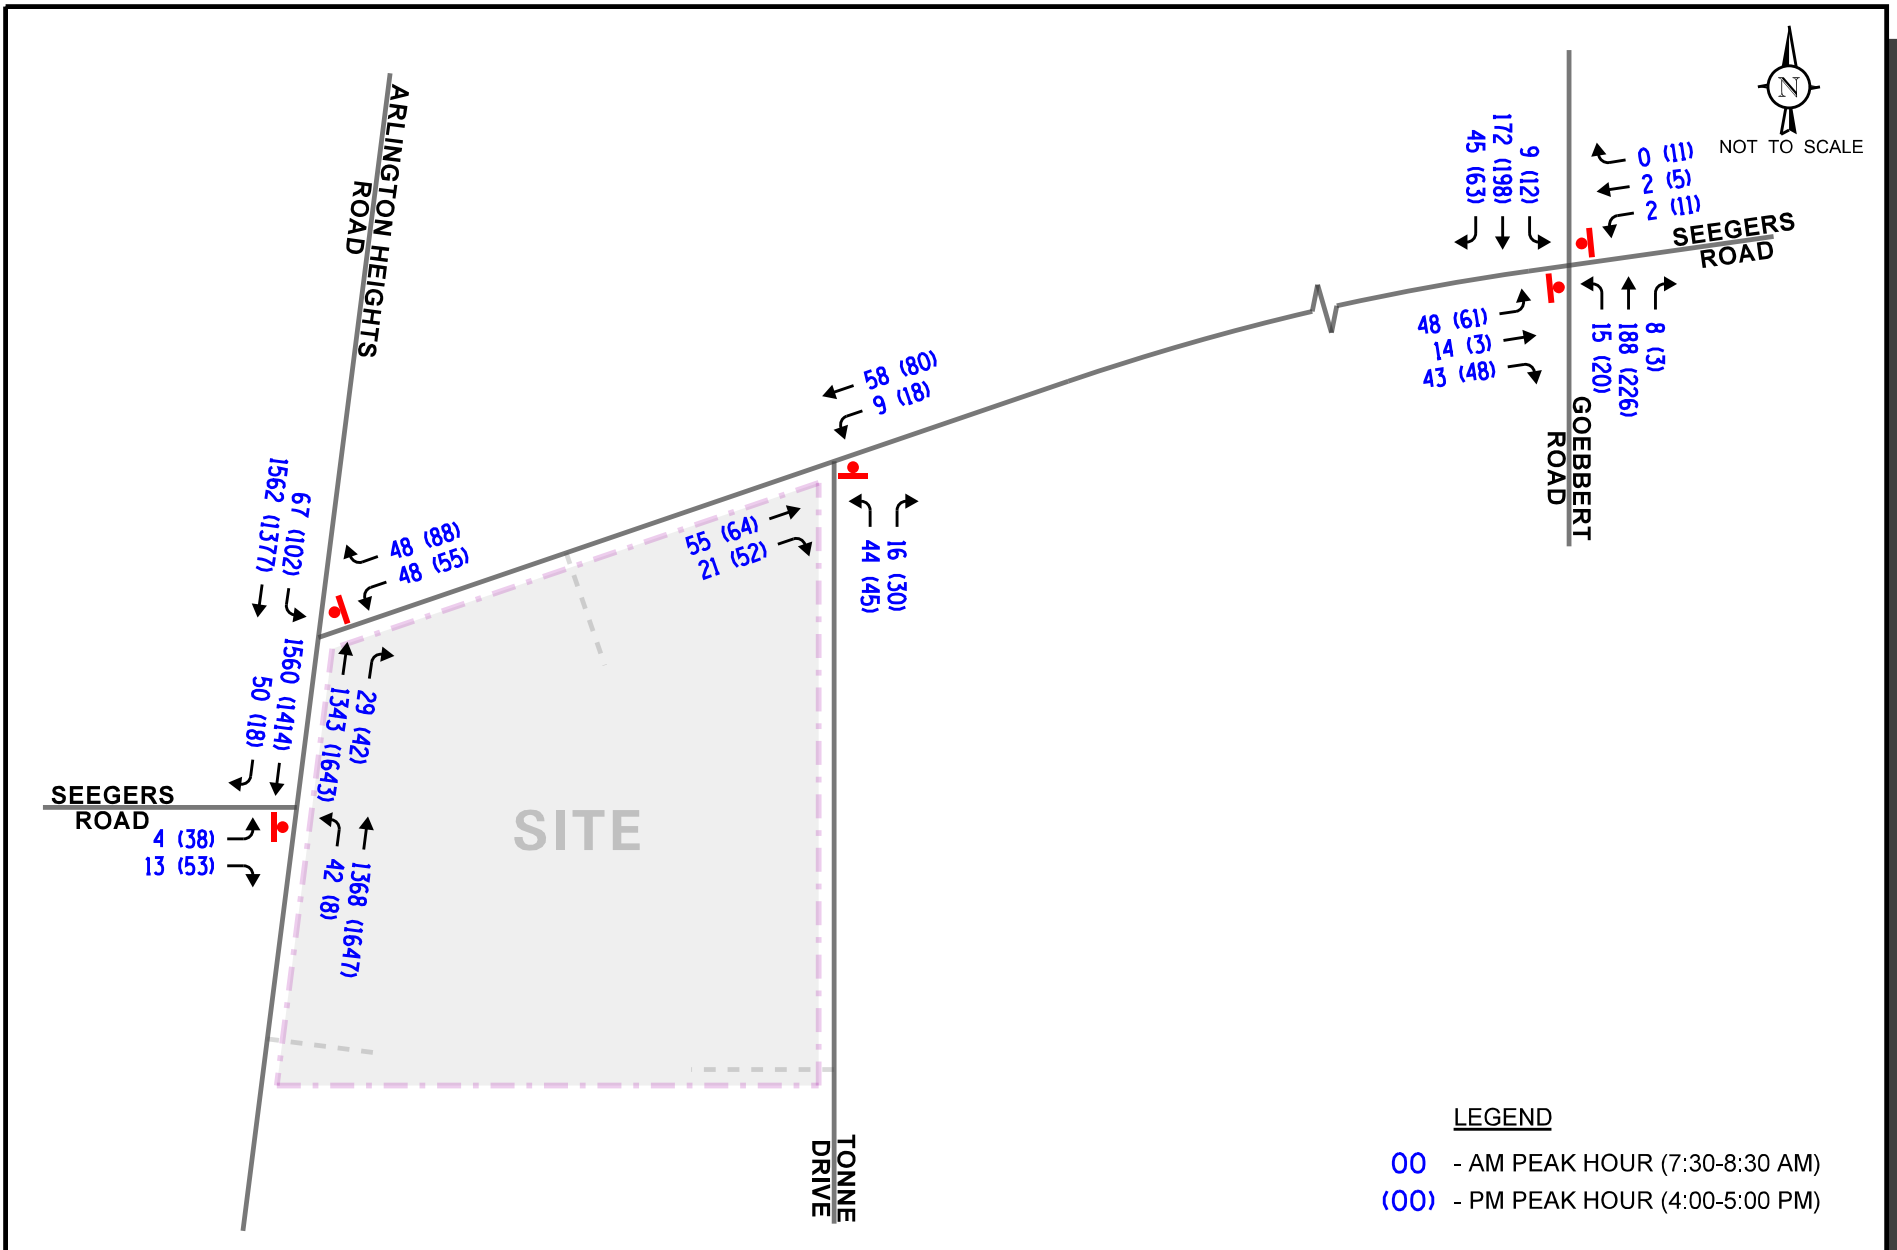 ARLINGTON HEIGHTS
ROAD
N
NOT TO SCALE
45 (63)
172 (198)
9 (12)
0 (11)
2 (5)
2 (11)
SEEGERS
ROAD
48 (61)
14 (3)
43 (48)
15 (20)
188 (226)
8 (3)
GOEBBERT
ROAD
58 (80)
9 (18)
55 (64)
21 (52)
44 (45)
16 (30)
1562 (1377)
67 (102)
48 (88)
48 (55)
1343 (1643)
29 (42)
50 (18)
1560 (1414)
SEEGERS
ROAD
4 (38)
13 (53)
42 (8)
1368 (1647)
SITE
TONNE
DRIVE
LEGEND
00 - AM PEAK HOUR (7:30-8:30 AM)
(00) - PM PEAK HOUR (4:00-5:00 PM)